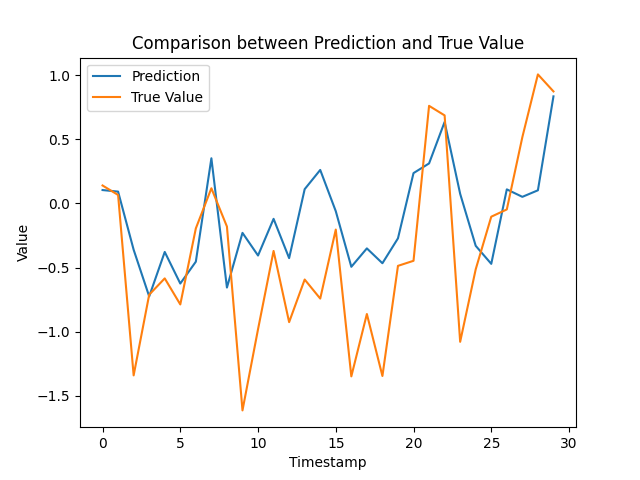 Comparison between Prediction and True Value
Prediction
True Value
1.0
0.5
0.0
−0.5
−1.0
−1.5
Value
0 5 10 15 20 25 30
Timestamp